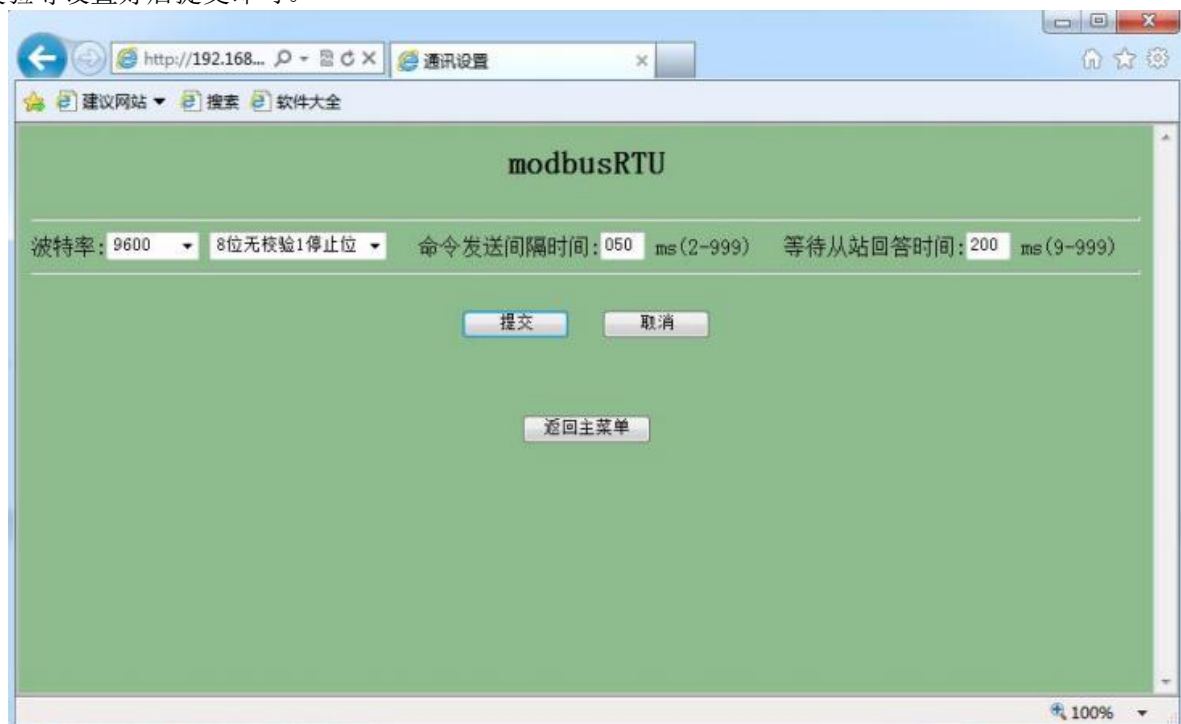 设置好后提交即可。
http://192.168...
通讯设置
建议网站
搜索
软件大全
modbusRTU
波特率: 9600 8位无校验1停止位 命令发送间隔时间: 050 ms(2-999) 等待从站回答时间: 200 ms(9-999)
提交 取消
返回主菜单
100%